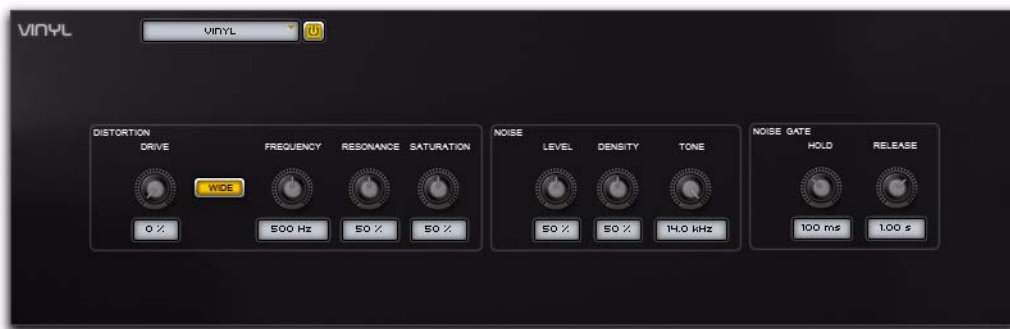 VINYL
VINYL
DISTORTION
DRIVE
FREQUENCY RESONANCE SATURATION
WIDE
0 % 500 Hz 50 % 50 %
NOISE
LEVEL DENSITY TONE
50 % 50 % 14.0 kHz
NOISE GATE
HOLD RELEASE
100 ms 1.00 s